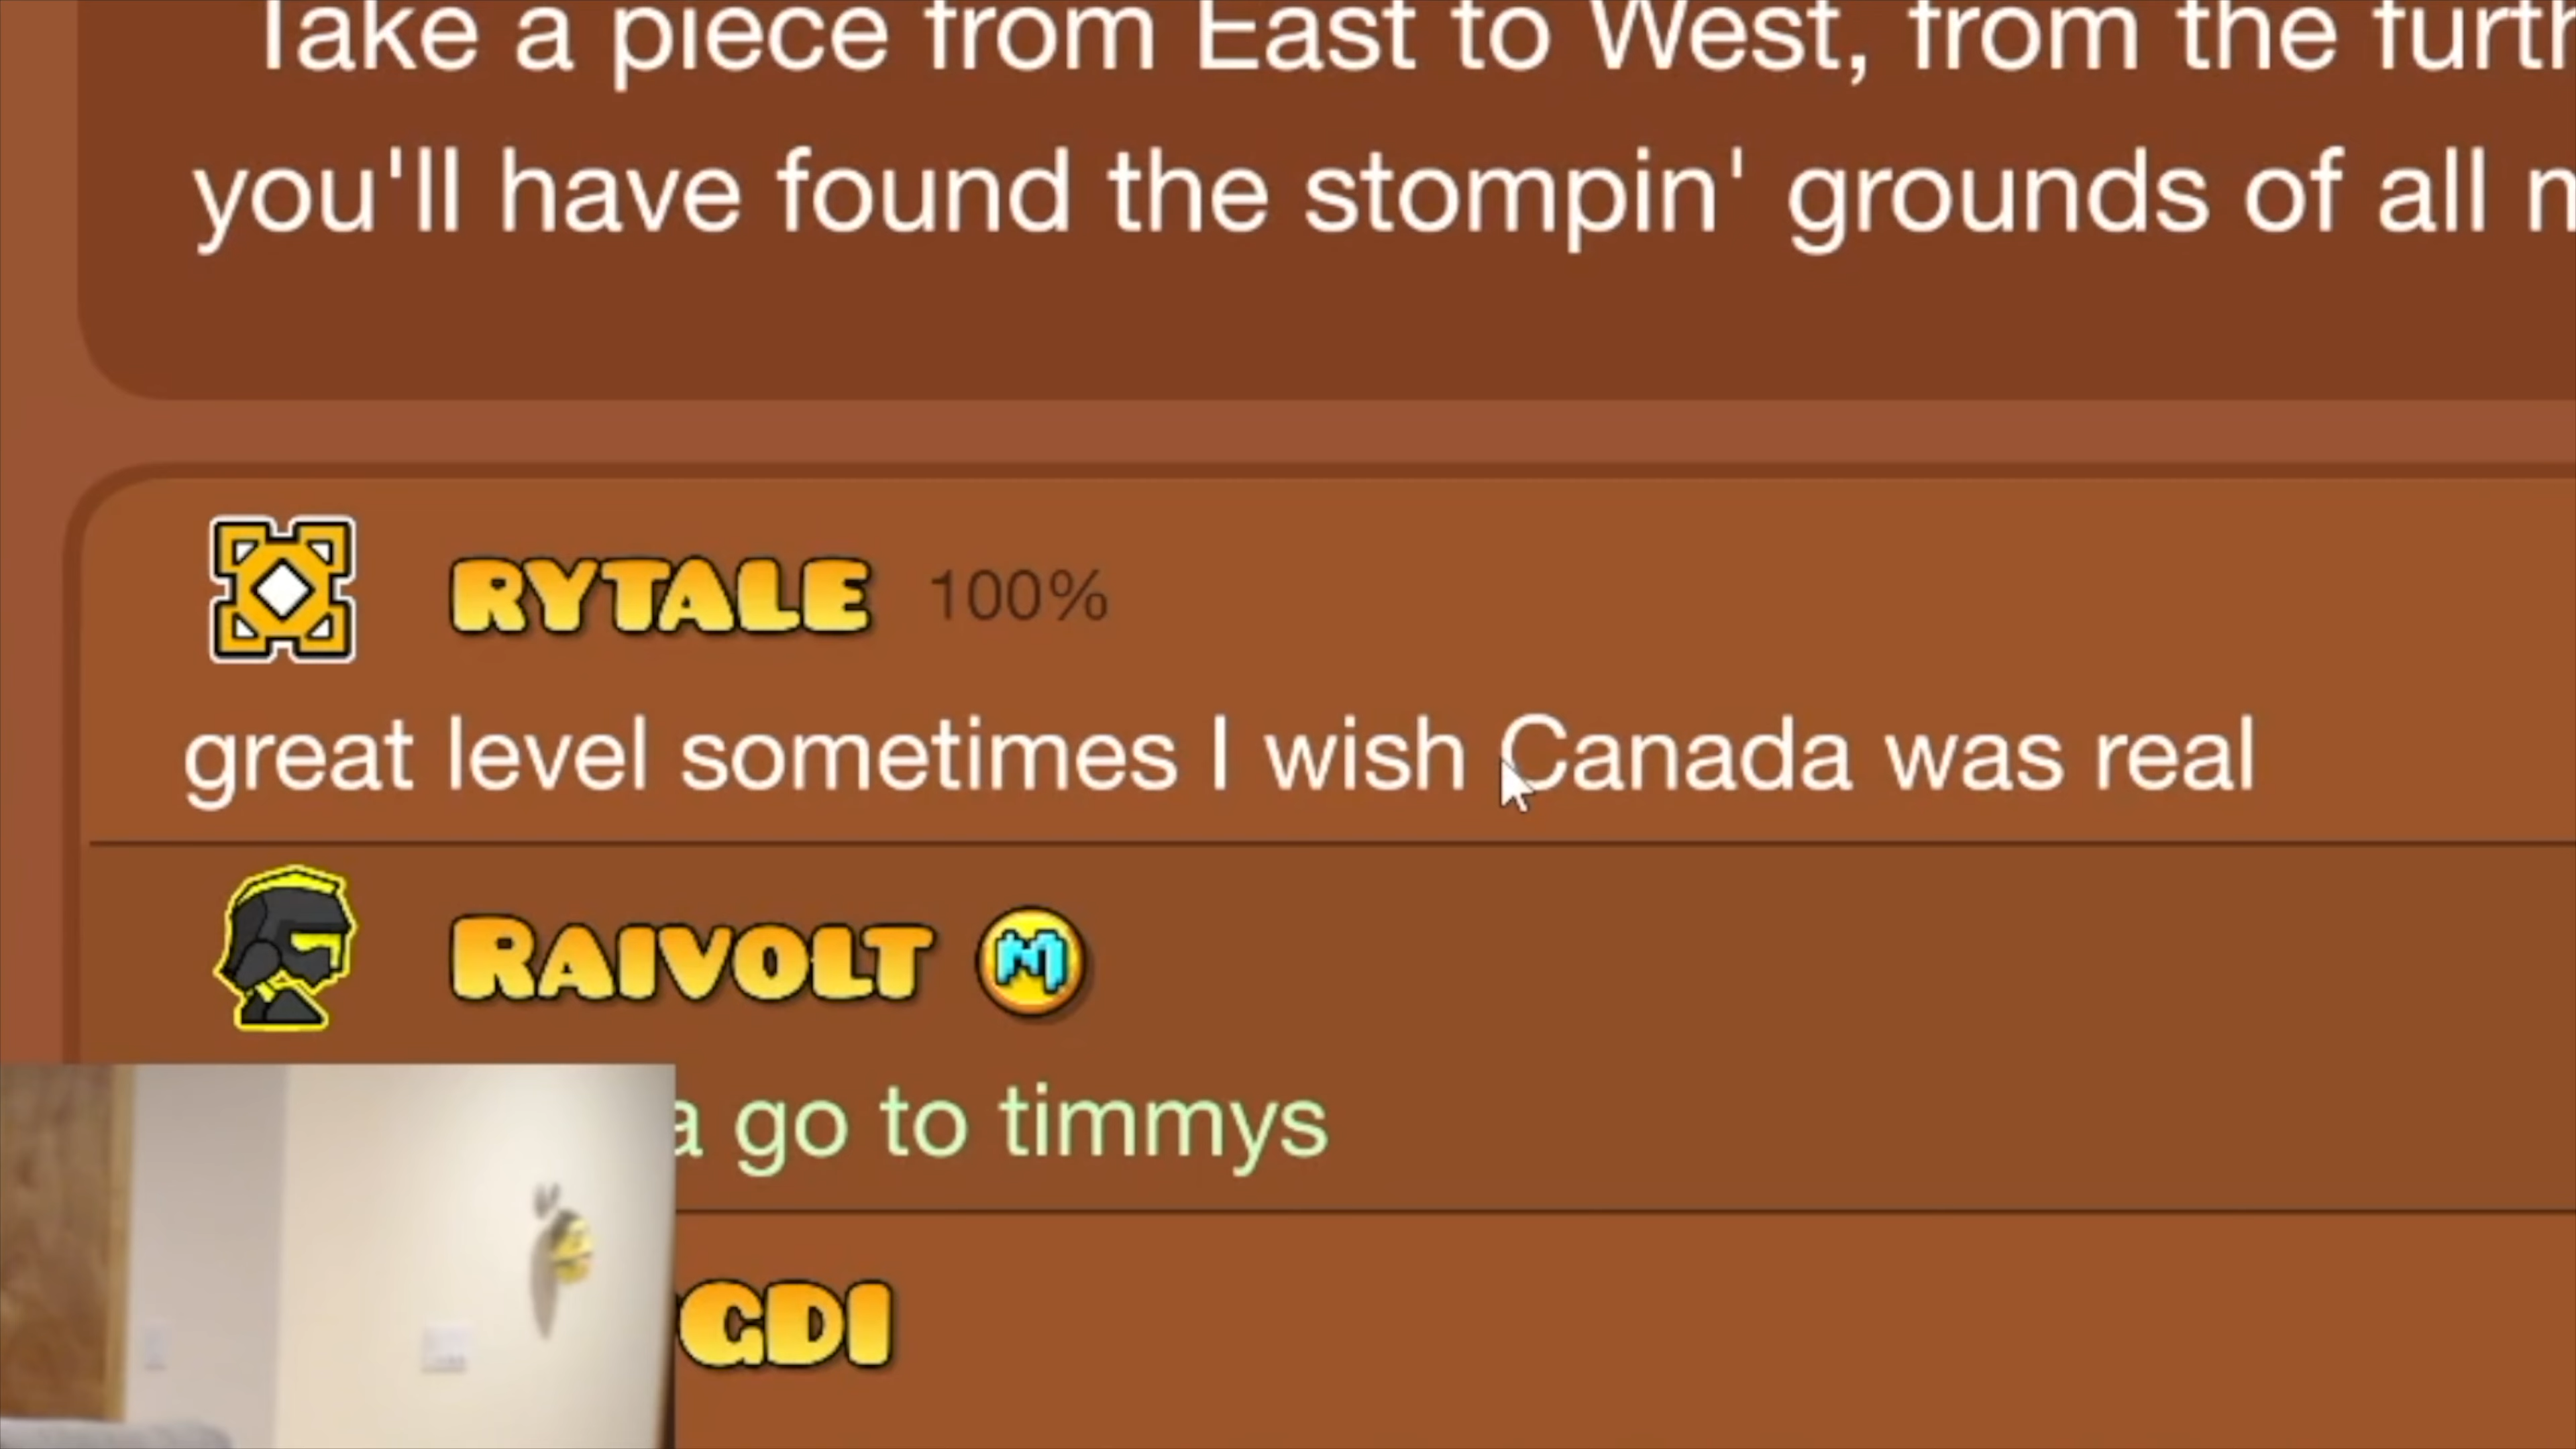 Take a piece from East to West, from the
you'll have found the stompin' grounds of all
RYTALE 100%
great level sometimes I wish Canada was real
RAIVOLT M
go to timmys
GDI